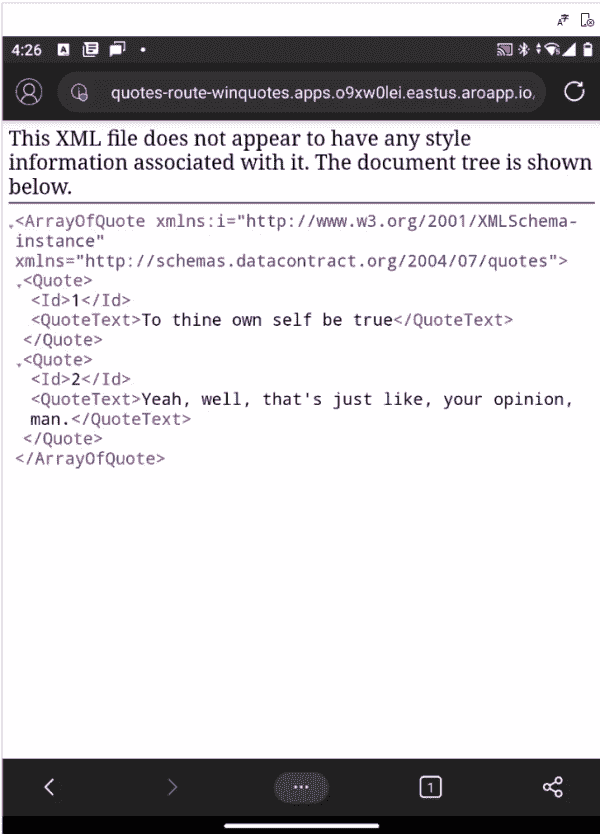 4:26
quotes-route-winquotes.apps.o9xw0lei.eastus.aroapp.io
This XML file does not appear to have any style
information associated with it. The document tree is shown
below.
<ArrayOfQuote xmlns:i="http://www.w3.org/2001/XMLSchema-
instance"
xmlns="http://schemas.datacontract.org/2004/07/quotes">
<Quote>
<Id>1</Id>
<QuoteText>To thine own self be true</QuoteText>
</Quote>
<Quote>
<Id>2</Id>
<QuoteText>Yeah, well, that's just like, your opinion,
man.</QuoteText>
</Quote>
</ArrayOfQuote>
1